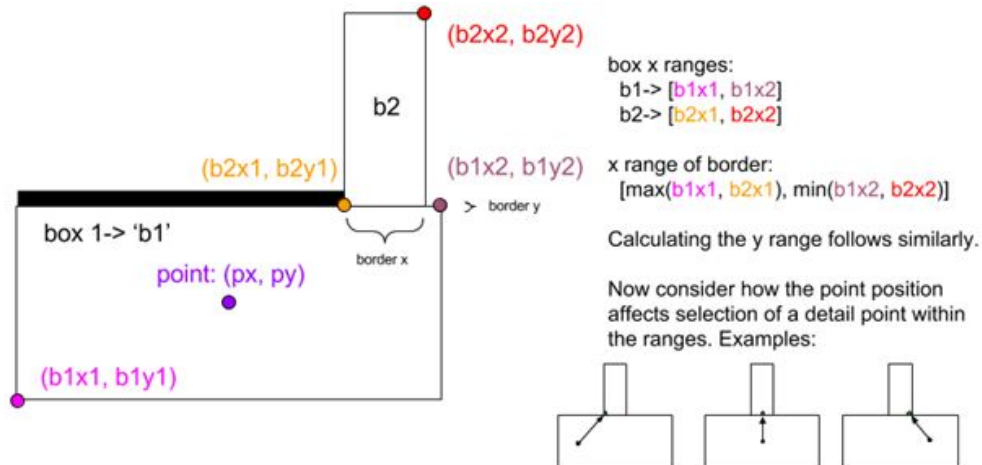 (b2x2, b2y2)
b2
(b2x1, b2y1)
(b1x2, b1y2)
> border y
box 1-> ‘b1’
border x
point: (px, py)
(b1x1, b1y1)
box x ranges:
b1-> [b1x1, b1x2]
b2-> [b2x1, b2x2]
x range of border:
[max(b1x1, b2x1), min(b1x2, b2x2)]
Calculating the y range follows similarly.
Now consider how the point position
affects selection of a detail point within
the ranges. Examples: